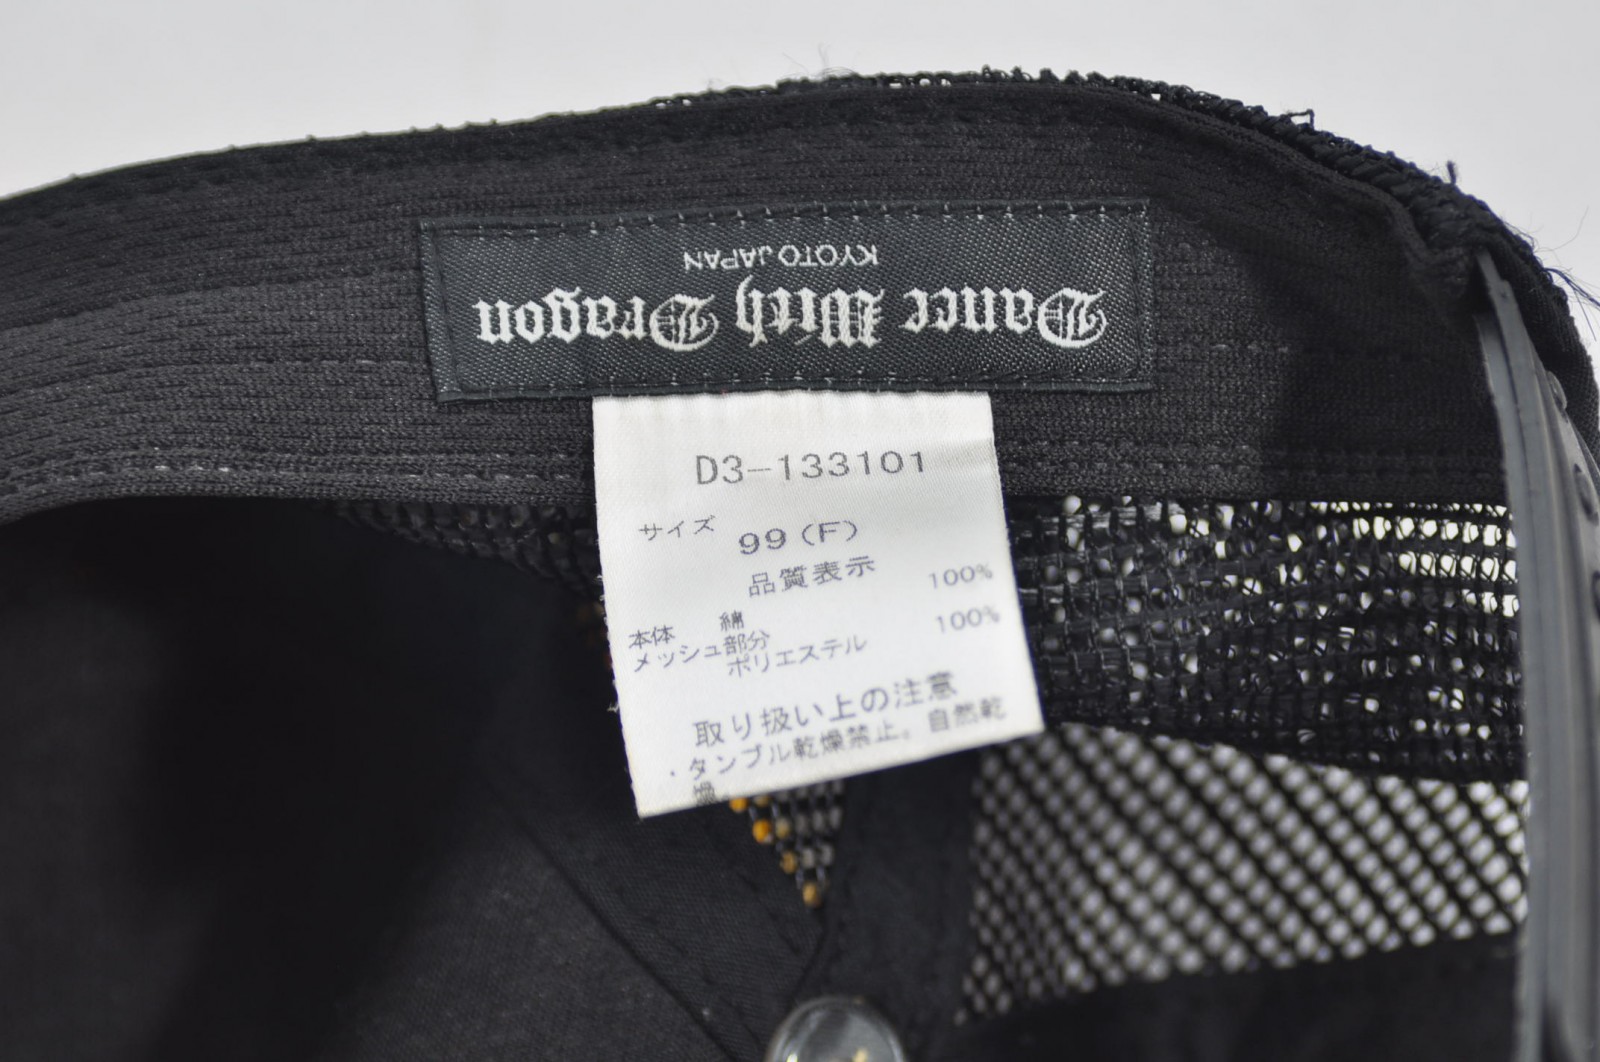 Dance With Dragon
KYOTO JAPAN
D3-133101
サイズ 99(F)
品質表示
本体 綿 100%
メッシュ部分
ポリエステル 100%
取り扱い上の注意
・タンブル乾燥禁止。自然乾
燥